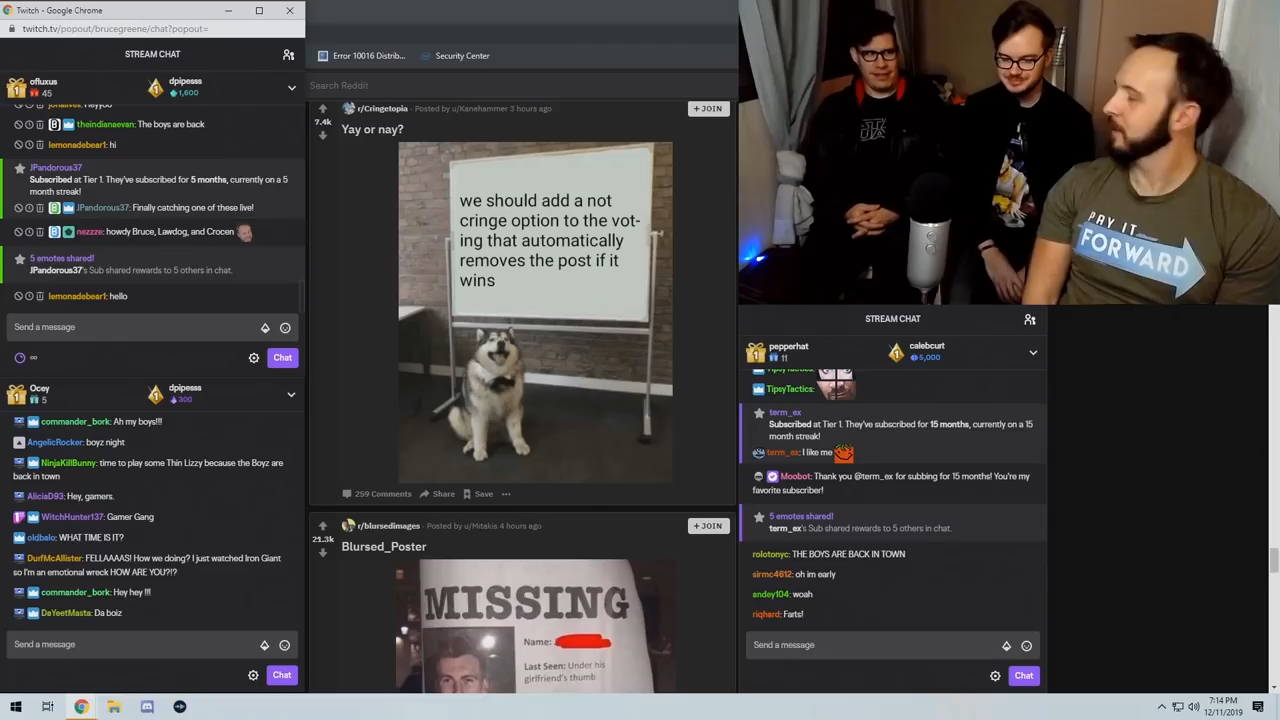 Twitch - Google Chrome
twitch.tv/popout/brucegreene/chat?popout=
STREAM CHAT
ofluxus
45
dpipesss
1,600
theindianaevan: The boys are back
lemonadebear1: hi
JPandorous37
Subscribed at Tier 1. They've subscribed for 5 months, currently on a 5
month streak!
JPandorous37: Finally catching one of these live!
nezzze: howdy Bruce, Lawdog, and Crocen
5 emotes shared!
JPandorous37's Sub shared rewards to 5 others in chat.
lemonadebear1: hello
Send a message
Chat
Ocey
5
dpipesss
300
commander_bork: Ah my boys!!!
AngelicRocker: boyz night
NinjaKillBunny: time to play some Thin Lizzy because the Boyz are
back in town
AliciaD93: Hey, gamers.
WitchHunter137: Gamer Gang
oldbalo: WHAT TIME IS IT?
DurfMcAllister: FELLAAAAS! How we doing? I just watched Iron Giant
so I'm an emotional wreck HOW ARE YOU?!?
commander_bork: Hey hey !!!
DaYeetMasta: Da boiz
Send a message
Chat
Error 10016 Distrib...
Security Center
Search Reddit
r/Cringetopia Posted by u/Kanehammer 3 hours ago
+ JOIN
7.4k
Yay or nay?
we should add a not
cringe option to the vot-
ing that automatically
removes the post if it
wins
259 Comments
Share
Save
r/blursedimages Posted by u/Mitakis 4 hours ago
+ JOIN
21.3k
Blursed_Poster
MISSING
Name:
Last Seen: Under his
girlfriend's thumb
PAY IT
FORWARD
STREAM CHAT
pepperhat
11
calebcurt
5,000
TipsyTactics:
TipsyTactics:
term_ex
Subscribed at Tier 1. They've subscribed for 15 months, currently on a 15
month streak!
term_ex: I like me
Moobot: Thank you @term_ex for subbing for 15 months! You're my
favorite subscriber!
5 emotes shared!
term_ex's Sub shared rewards to 5 others in chat.
rolotonyc: THE BOYS ARE BACK IN TOWN
sirmc4612: oh im early
andey104: woah
riqhard: Farts!
Send a message
Chat
7:14 PM
12/11/2019